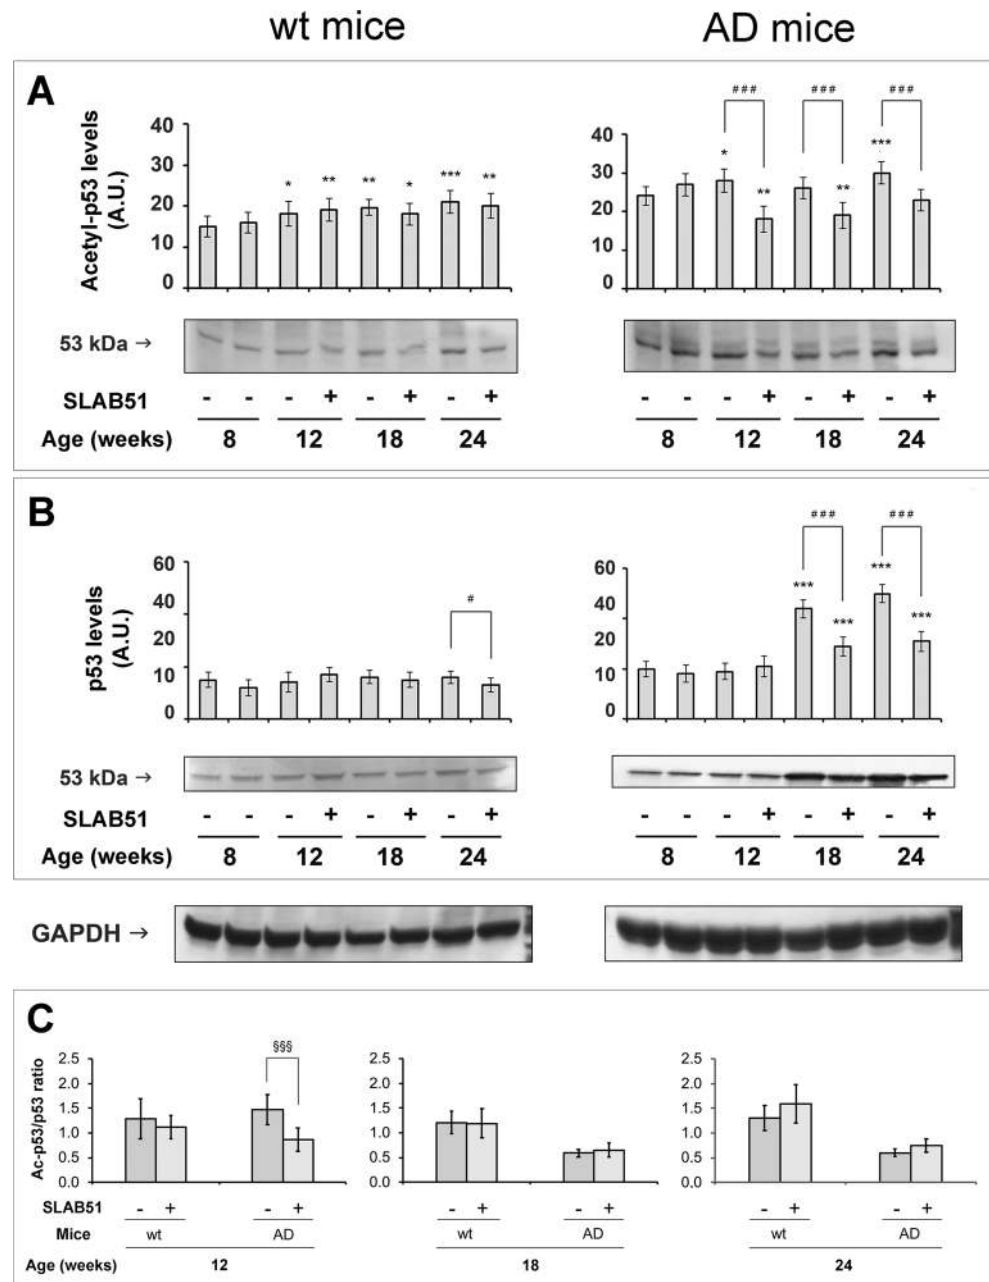 wt mice AD mice
A
Acetyl-p53 levels
(A.U.)
40
30
20
10
0
* ** ** * *** **
40
30
20
10
0
### ### ###
* ** ** ***
53 kDa →
SLAB51 - - - + - + - + - - - + - + - +
Age (weeks) 8 12 18 24 8 12 18 24
B
p53 levels
(A.U.)
60
40
20
10
0
#
60
40
20
10
0
### ###
*** *** *** ***
53 kDa →
SLAB51 - - - + - + - + - - - + - + - +
Age (weeks) 8 12 18 24 8 12 18 24
GAPDH →
C
Ac-p53/p53 ratio
2.5
2.0
1.5
1.0
0.5
0.0
§§§
2.5
2.0
1.5
1.0
0.5
0.0
2.5
2.0
1.5
1.0
0.5
0.0
SLAB51 - + - + - + - + - + - +
Mice wt AD wt AD wt AD
Age (weeks) 12 18 24